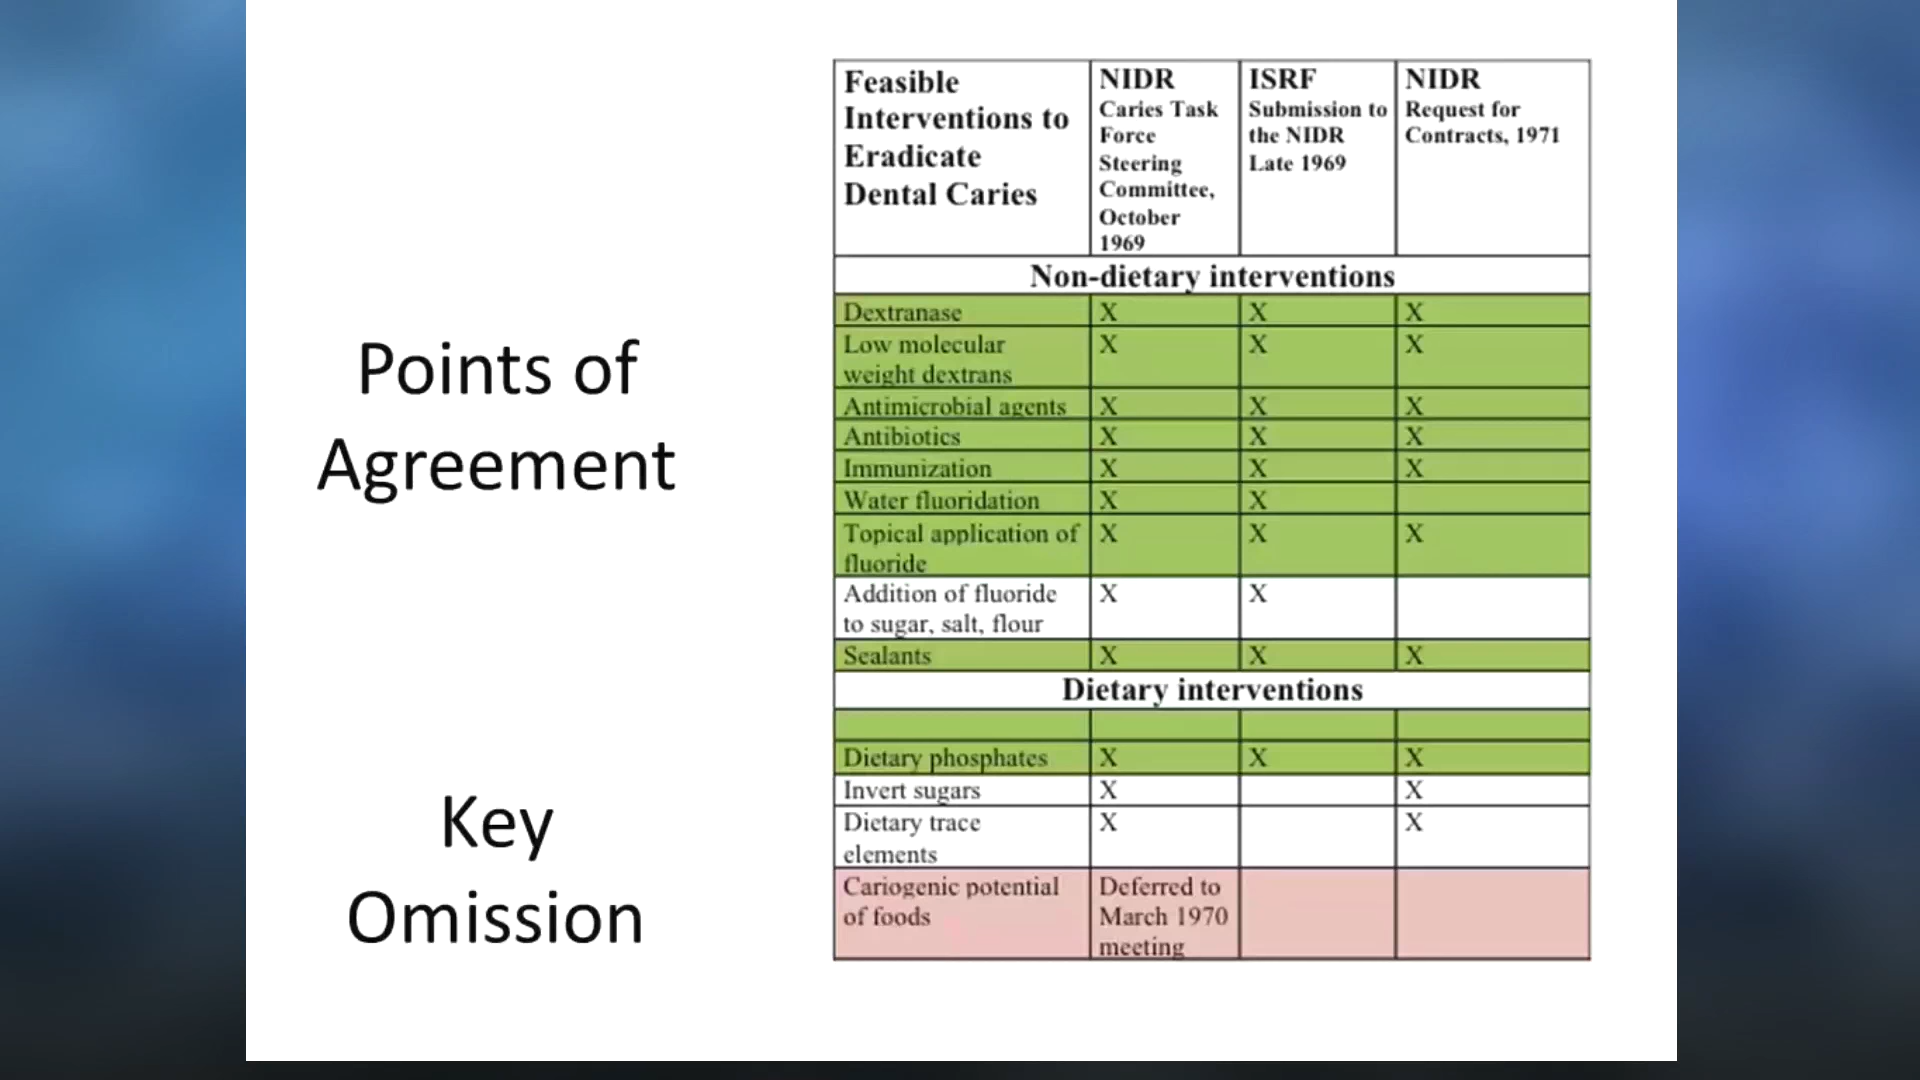 Points of
Agreement
Key
Omission
Feasible
Interventions to
Eradicate
Dental Caries
NIDR
Caries Task
Force
Steering
Committee,
October
1969
ISRF
Submission to
the NIDR
Late 1969
NIDR
Request for
Contracts, 1971
Non-dietary interventions
Dextranase X X X
Low molecular X X X
weight dextrans
Antimicrobial agents X X X
Antibiotics X X X
Immunization X X X
Water fluoridation X X
Topical application of X X X
fluoride
Addition of fluoride X X
to sugar, salt, flour
Sealants X X X
Dietary interventions
Dietary phosphates X X X
Invert sugars X X
Dietary trace X X
elements
Cariogenic potential Deferred to
of foods March 1970
meeting